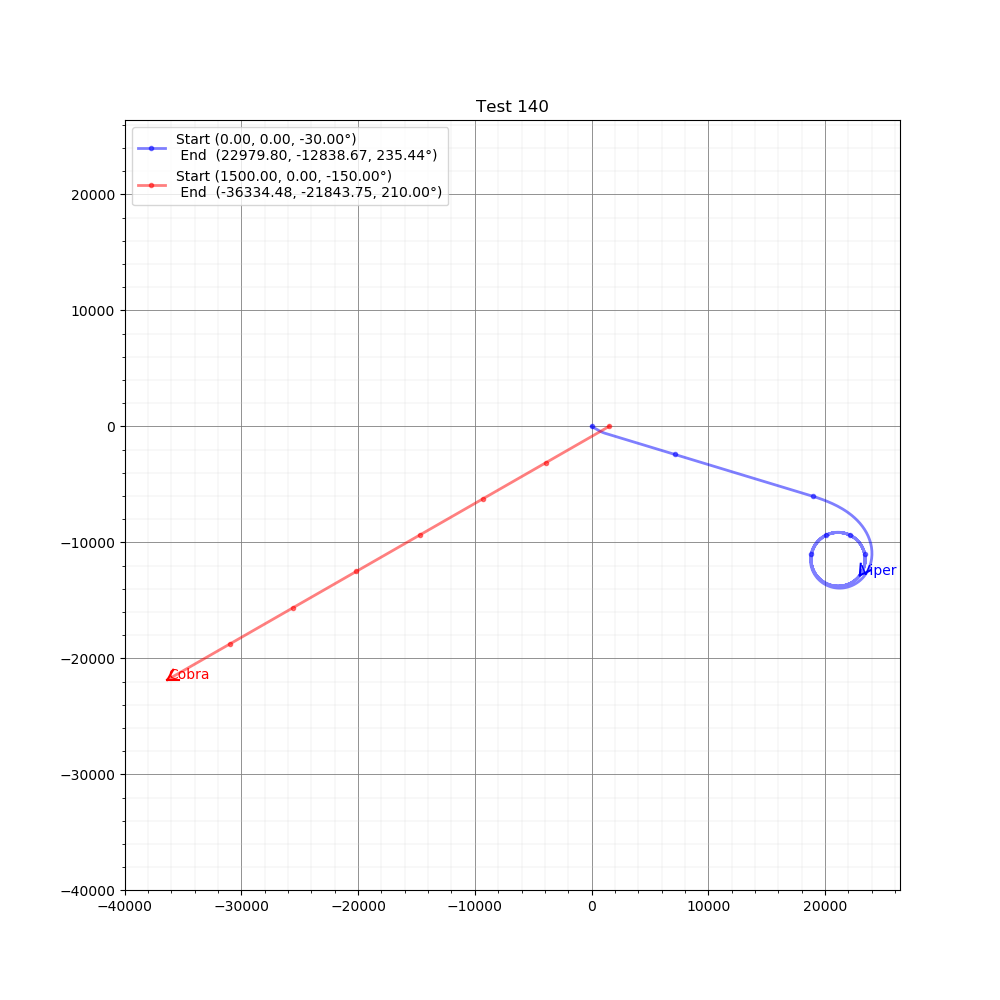 Test 140
Start (0.00, 0.00, -30.00°)
End (22979.80, -12838.67, 235.44°)
Start (1500.00, 0.00, -150.00°)
End (-36334.48, -21843.75, 210.00°)
20000
10000
0
−10000
−20000
−30000
−40000
Viper
Cobra
−40000
−30000
−20000
−10000
0
10000
20000